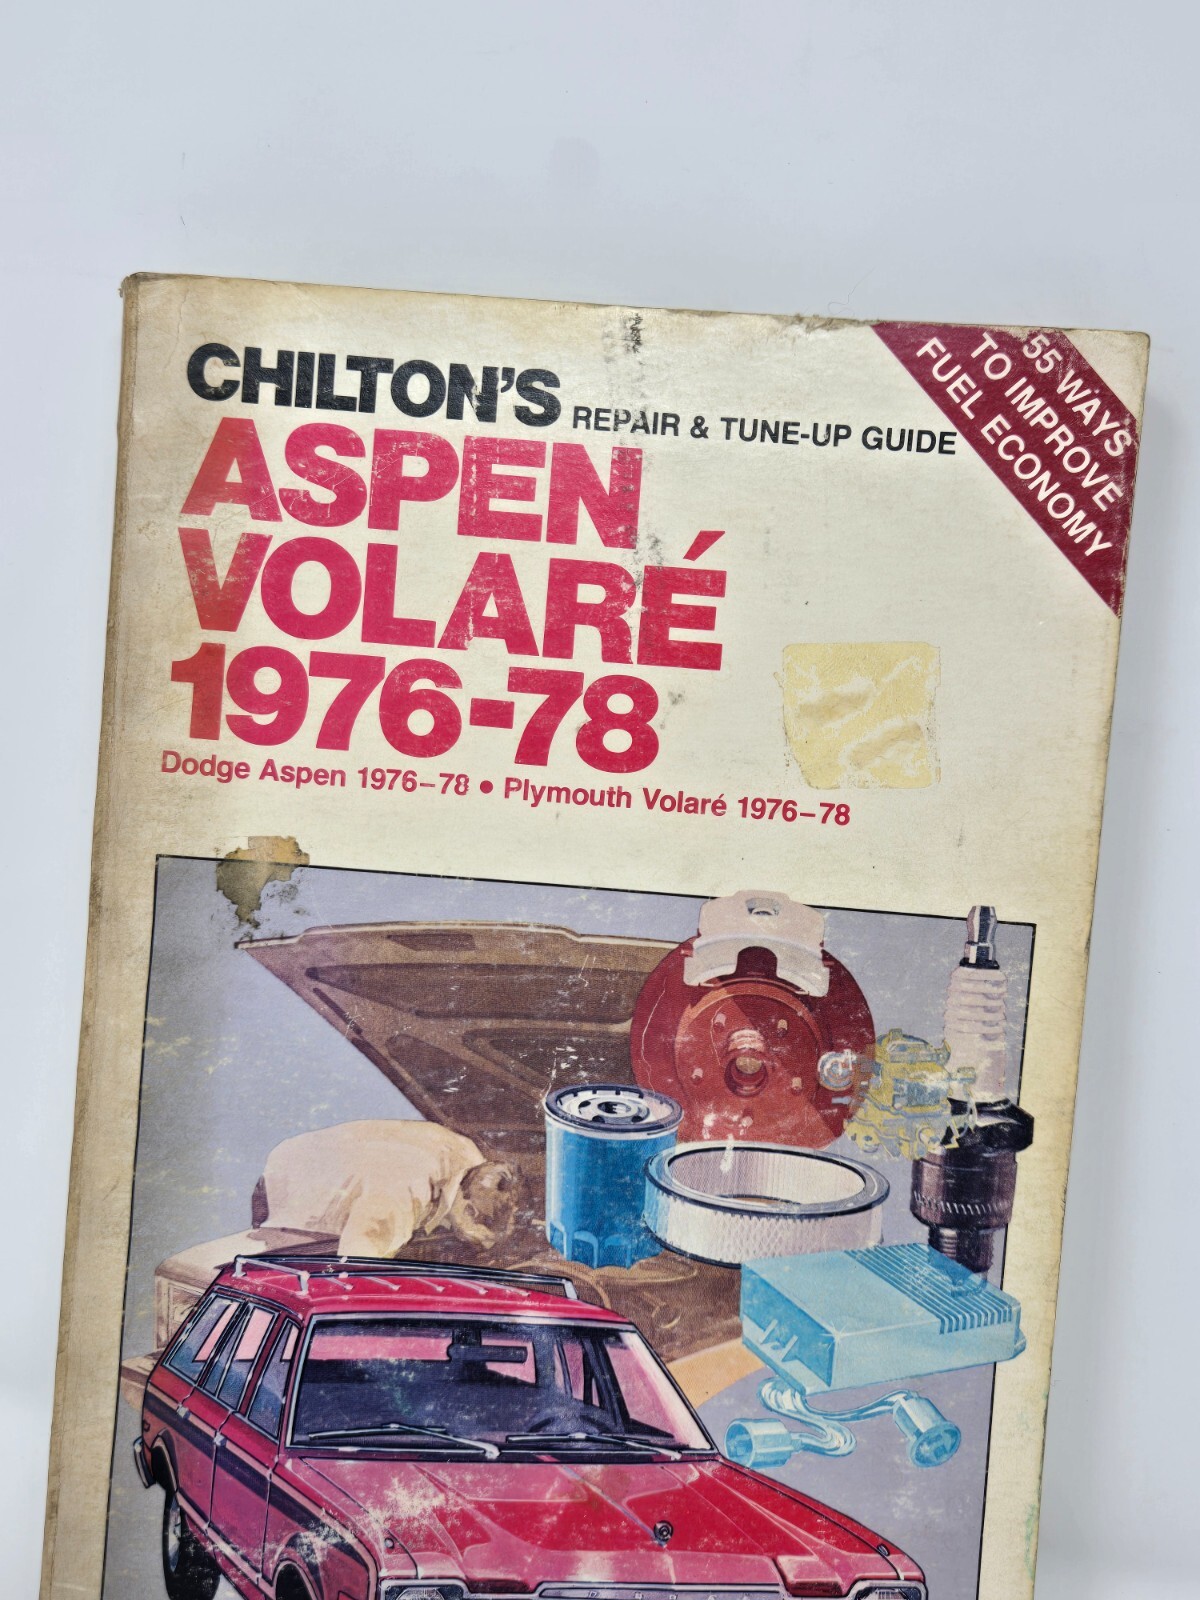 CHILTON'S REPAIR & TUNE-UP GUIDE
ASPEN
VOLARÉ
1976-78
Dodge Aspen 1976–78 • Plymouth Volaré 1976–78
55 WAYS
TO IMPROVE
FUEL ECONOMY